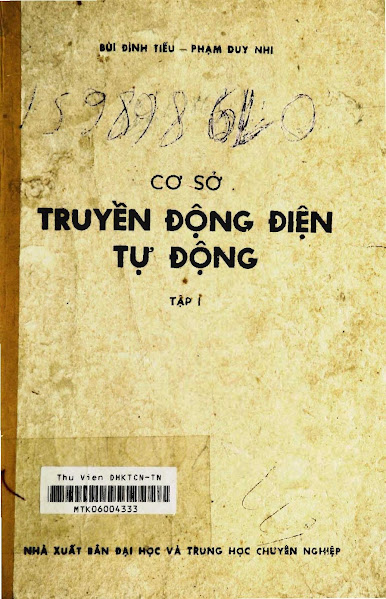 BÙI ĐÌNH TIẾU – PHẠM DUY NHI
CƠ SỞ
TRUYỀN ĐỘNG ĐIỆN
TỰ ĐỘNG
TẬP I
Thu Vien DHKTCN-TN
MTK06004333
NHÀ XUẤT BẢN ĐẠI HỌC VÀ TRUNG HỌC CHUYÊN NGHIỆP